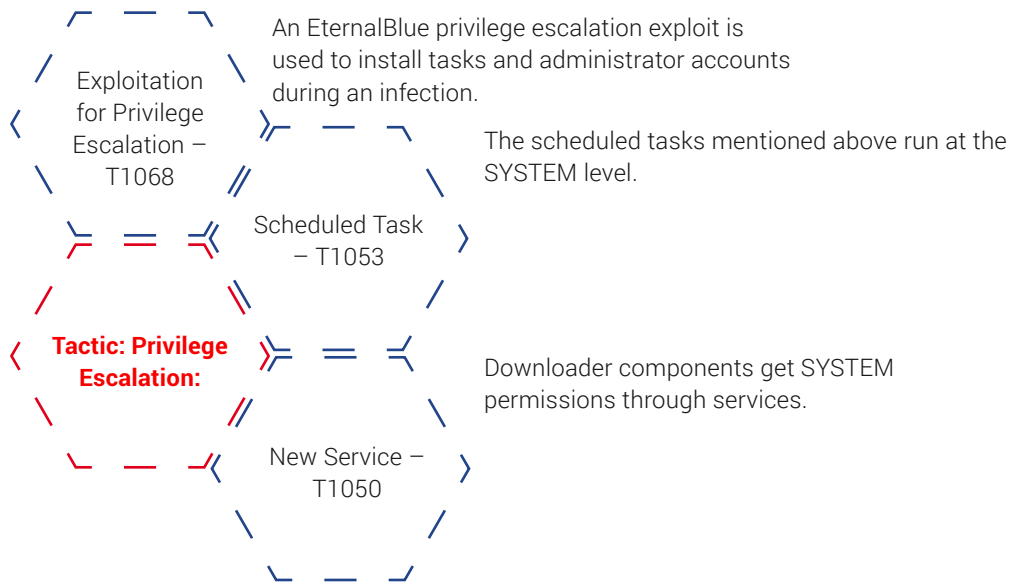 An EternalBlue privilege escalation exploit is
used to install tasks and administrator accounts
during an infection.
Exploitation
for Privilege
Escalation –
T1068
The scheduled tasks mentioned above run at the
SYSTEM level.
Scheduled Task
– T1053
Tactic: Privilege
Escalation:
Downloader components get SYSTEM
permissions through services.
New Service –
T1050